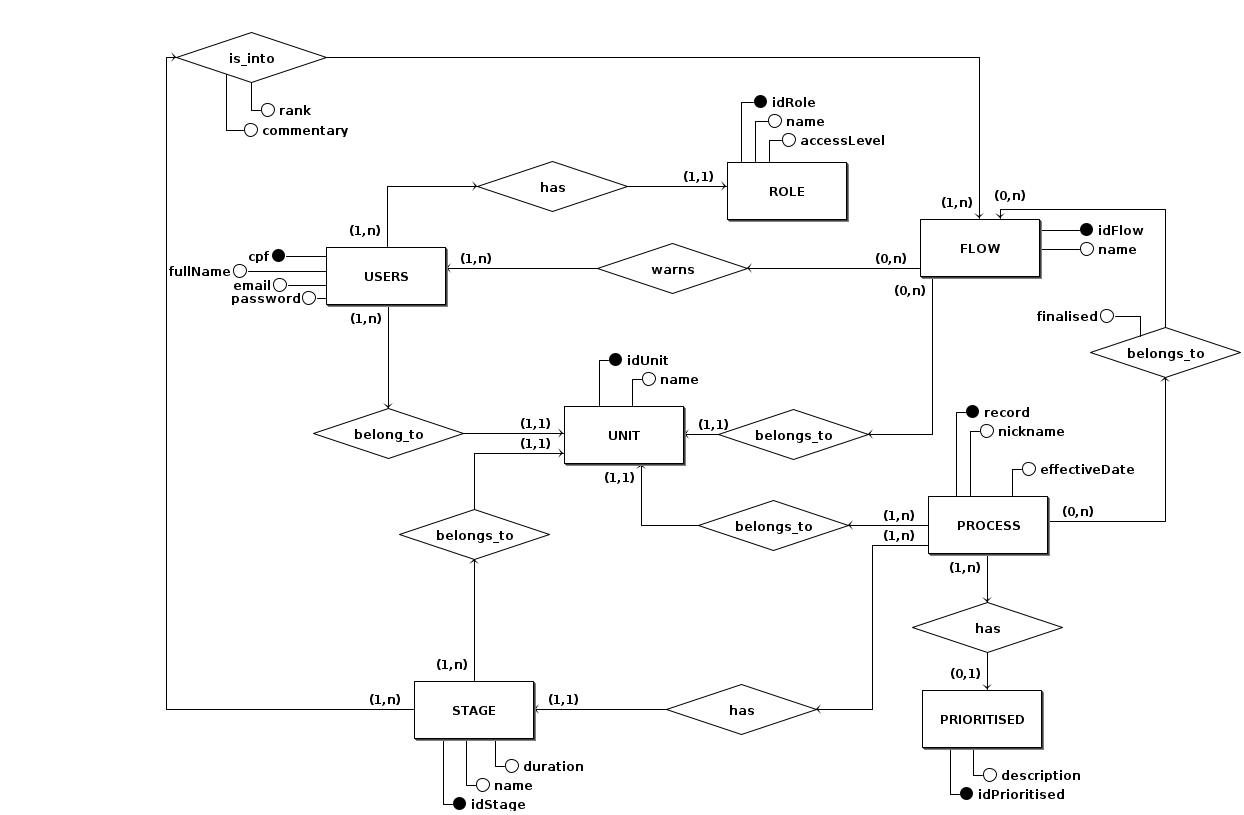 is_into
rank
commentary
idRole
name
accessLevel
(1,1)
has
ROLE
(1,n)
(0,n)
(1,n)
cpf
fullName
email
password
USERS
(1,n)
warns
(0,n)
FLOW
idFlow
name
(0,n)
(1,n)
finalised
belongs_to
idUnit
name
belong_to
(1,1)
(1,1)
UNIT
(1,1)
belongs_to
record
nickname
effectiveDate
(1,1)
belongs_to
belongs_to
(1,n)
(1,n)
PROCESS
(0,n)
(1,n)
has
(0,1)
(1,n)
(1,n)
STAGE
(1,1)
has
PRIORITISED
duration
name
idStage
description
idPrioritised